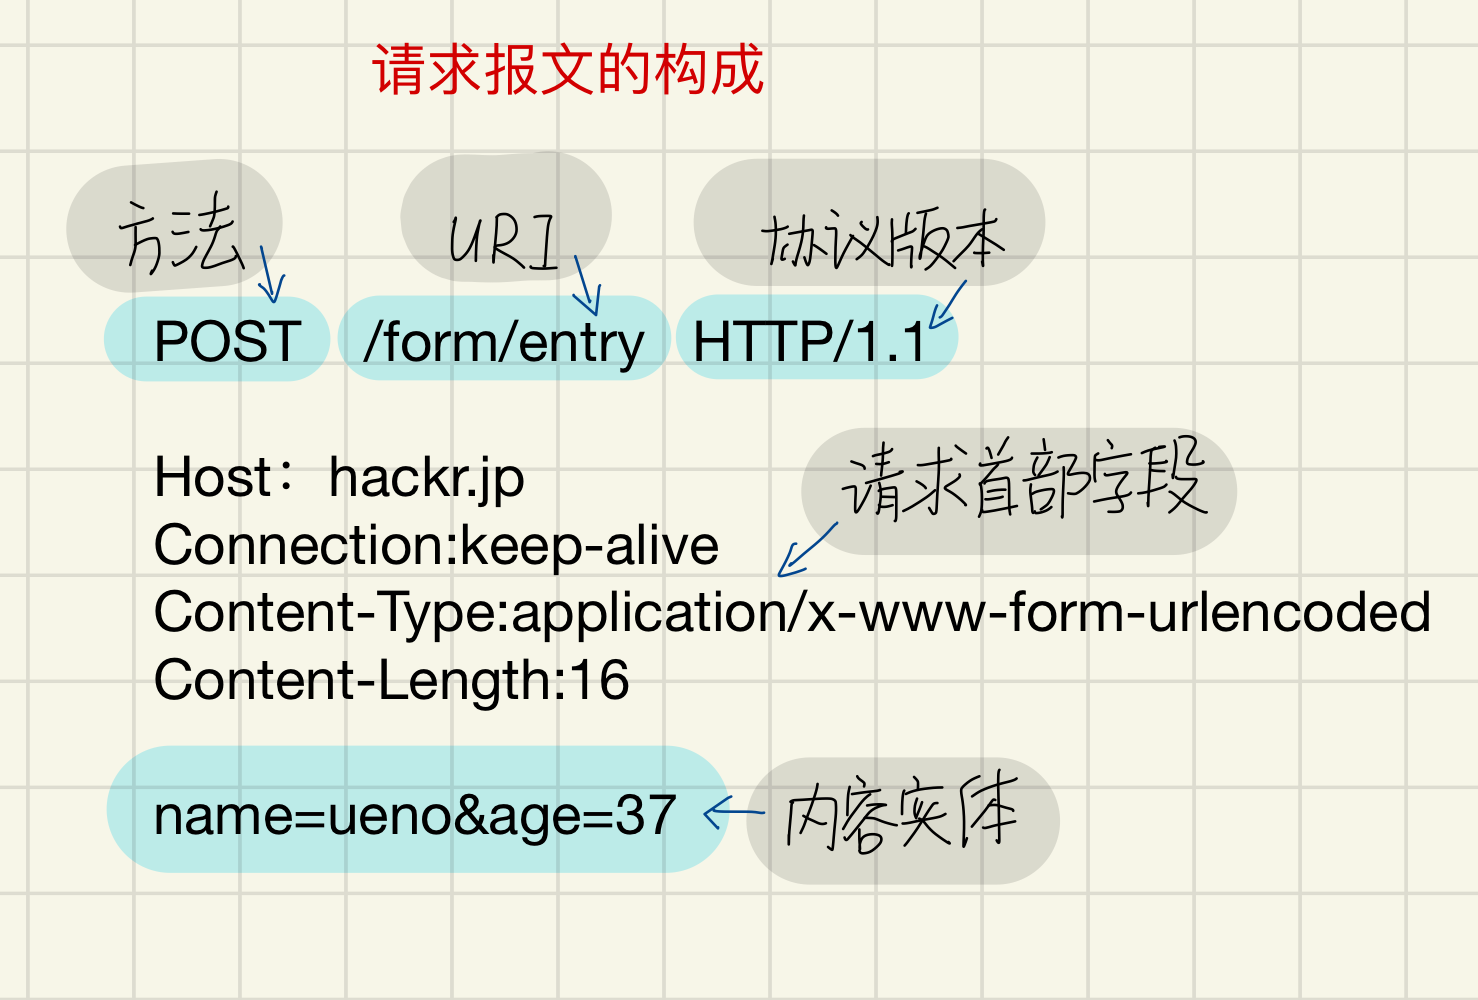 请求报文的构成
方法 URI 协议版本
POST /form/entry HTTP/1.1
请求首部字段
Host：hackr.jp
Connection:keep-alive
Content-Type:application/x-www-form-urlencoded
Content-Length:16
name=ueno&age=37 内容实体